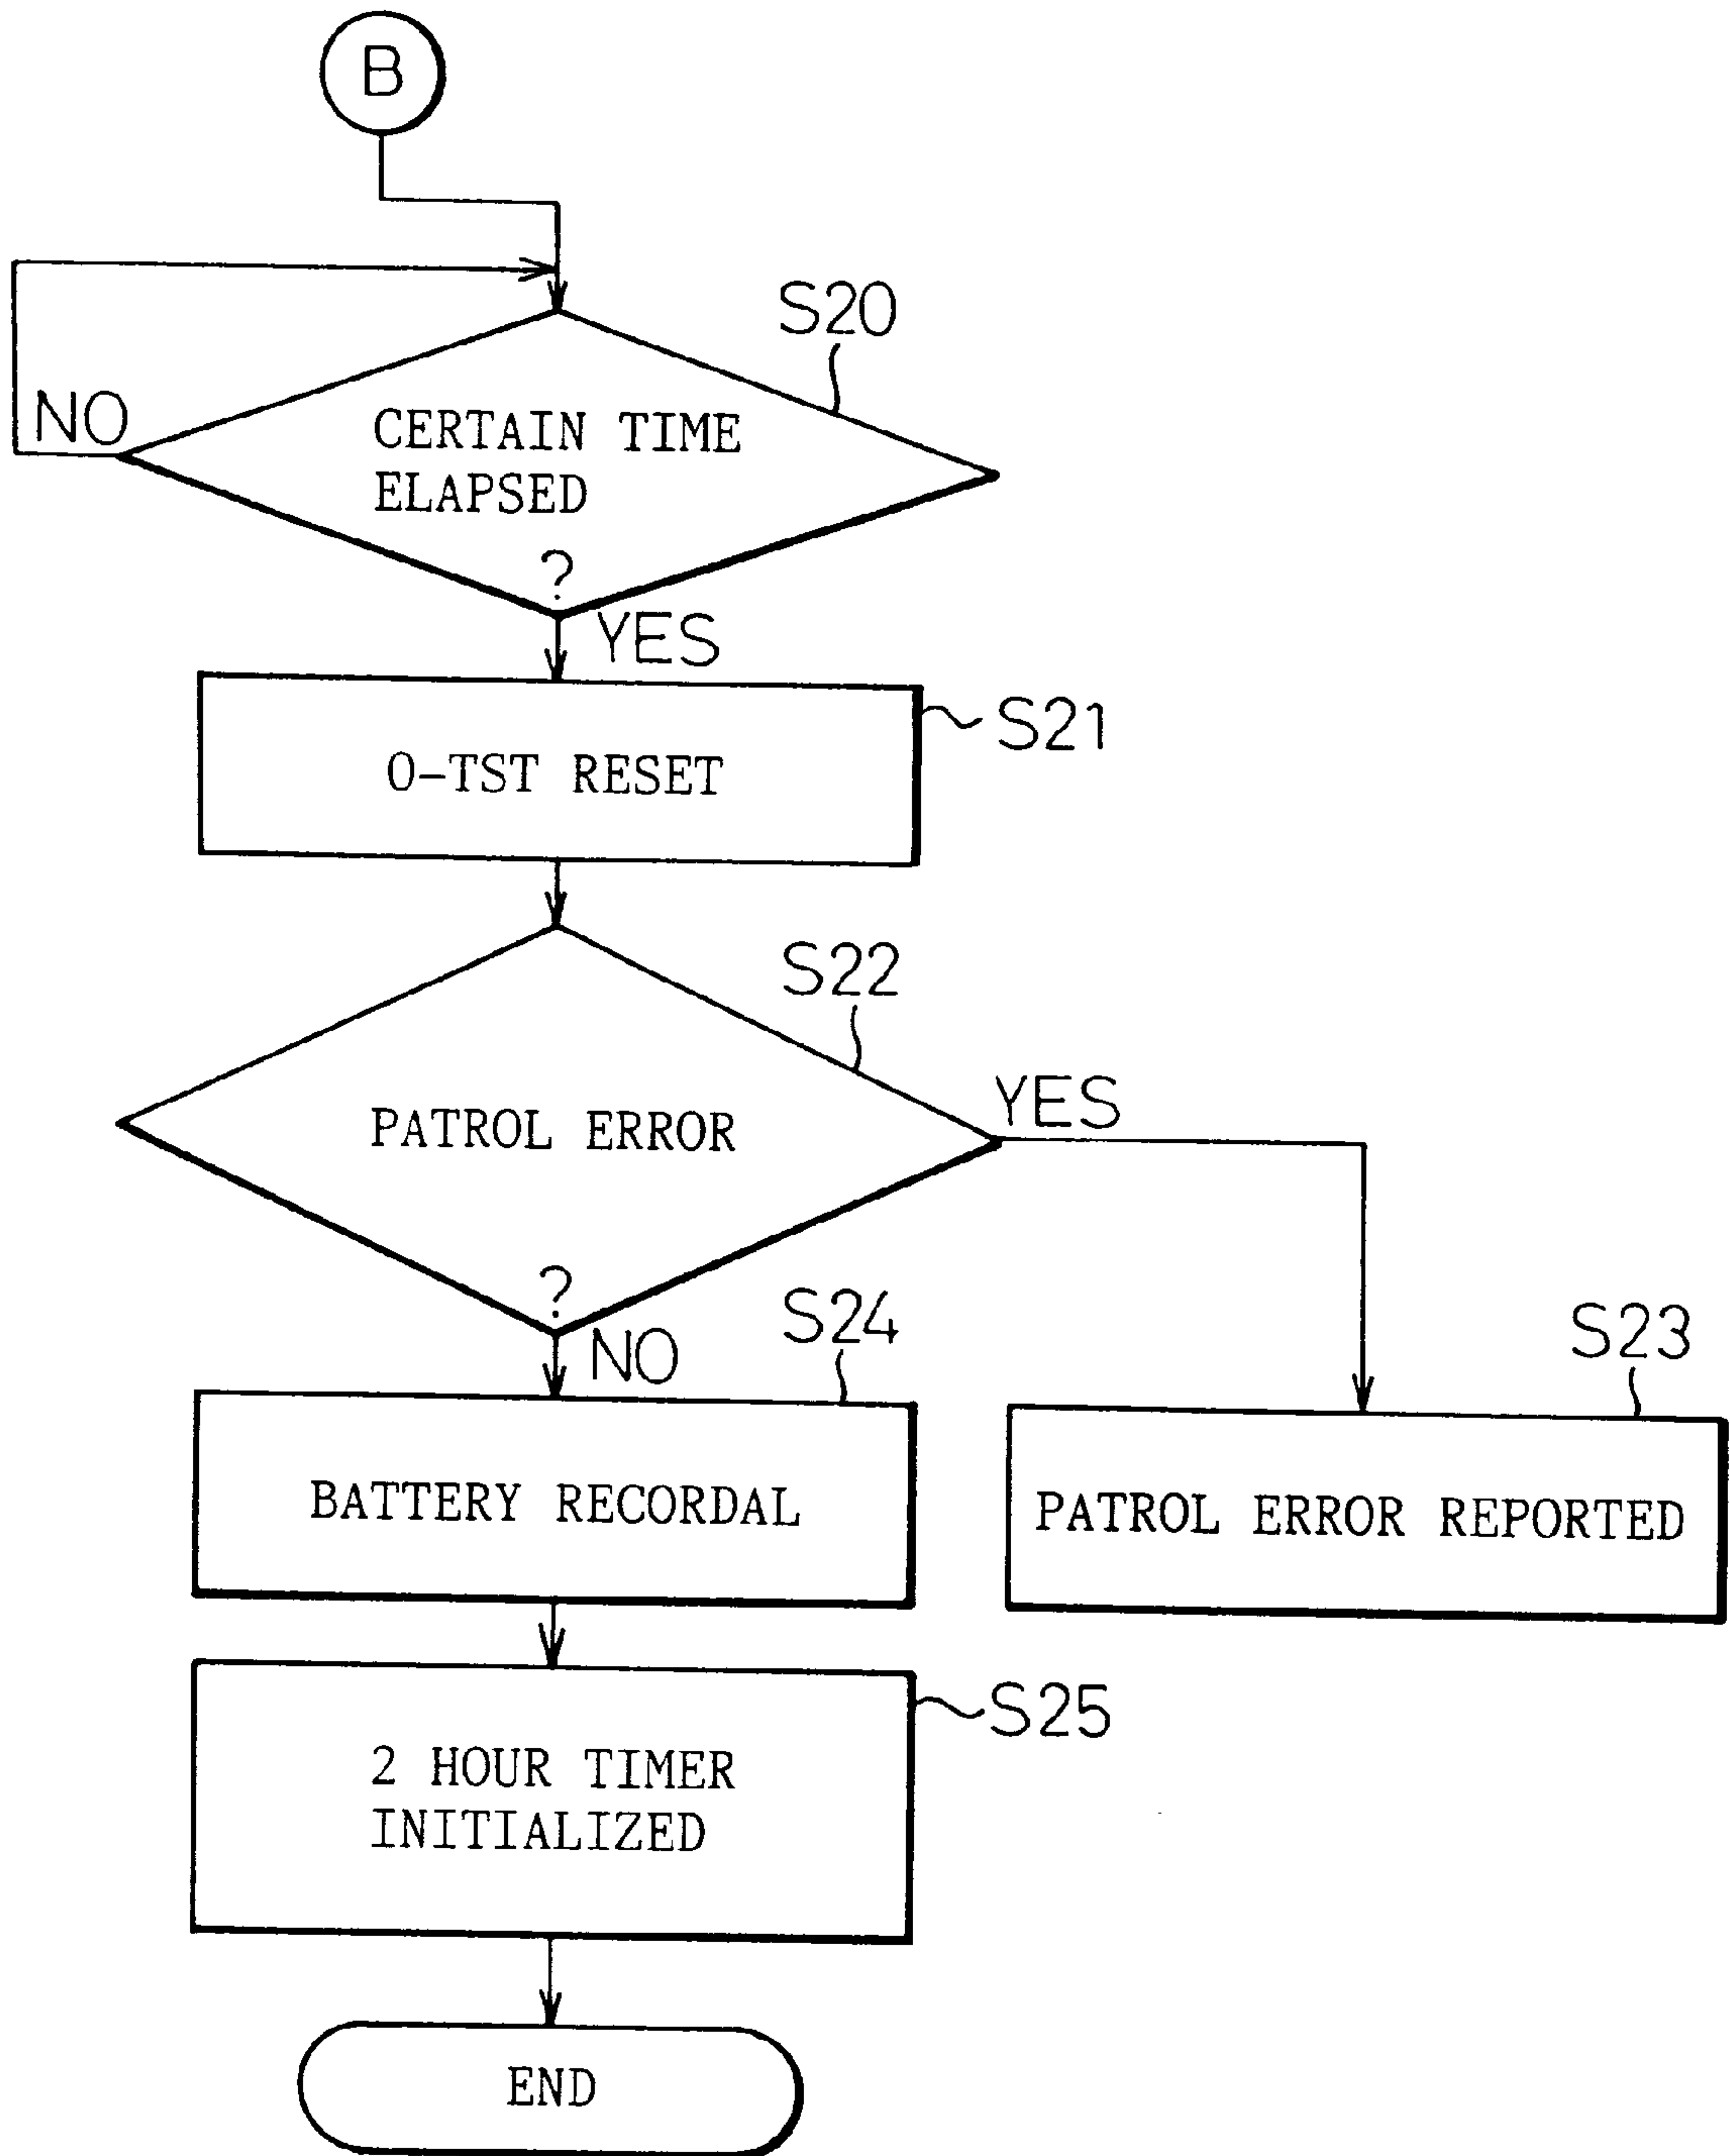 B
S20
NO
CERTAIN TIME
ELAPSED
?
YES
S21
O-TST RESET
S22
YES
PATROL ERROR
?
NO
S24
S23
BATTERY RECORDAL
PATROL ERROR REPORTED
S25
2 HOUR TIMER
INITIALIZED
END